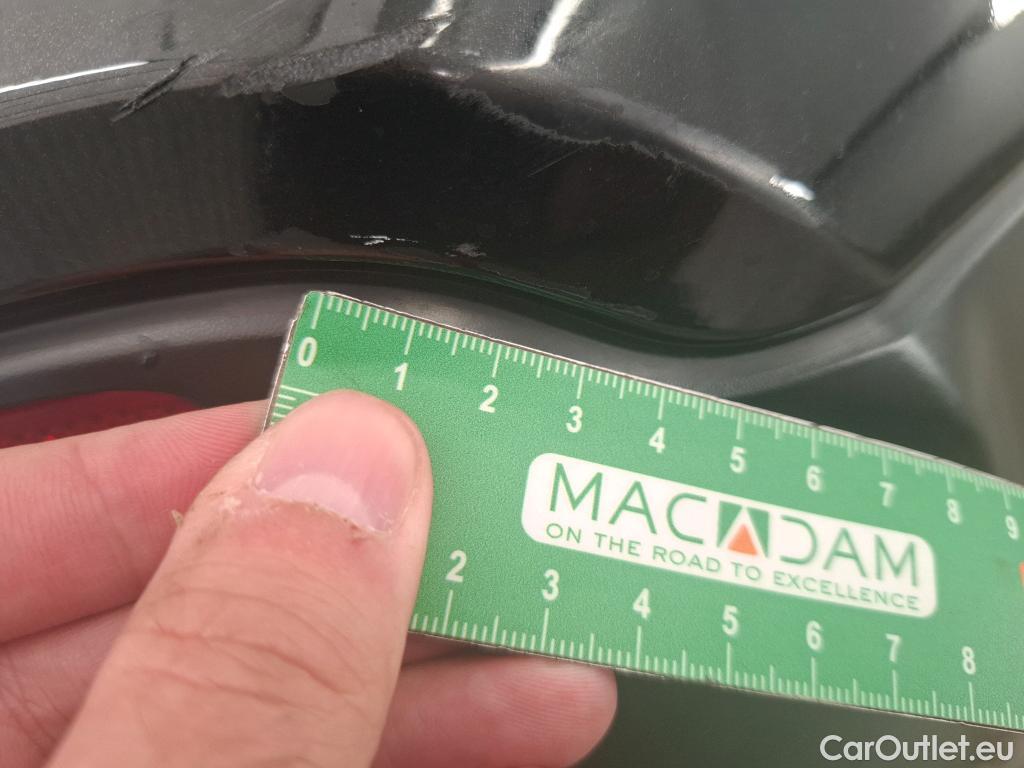 0 1 2 3 4 5 6 7 8 9
MACADAM
ON THE ROAD TO EXCELLENCE
2 3 4 5 6 7 8
CarOutlet.eu